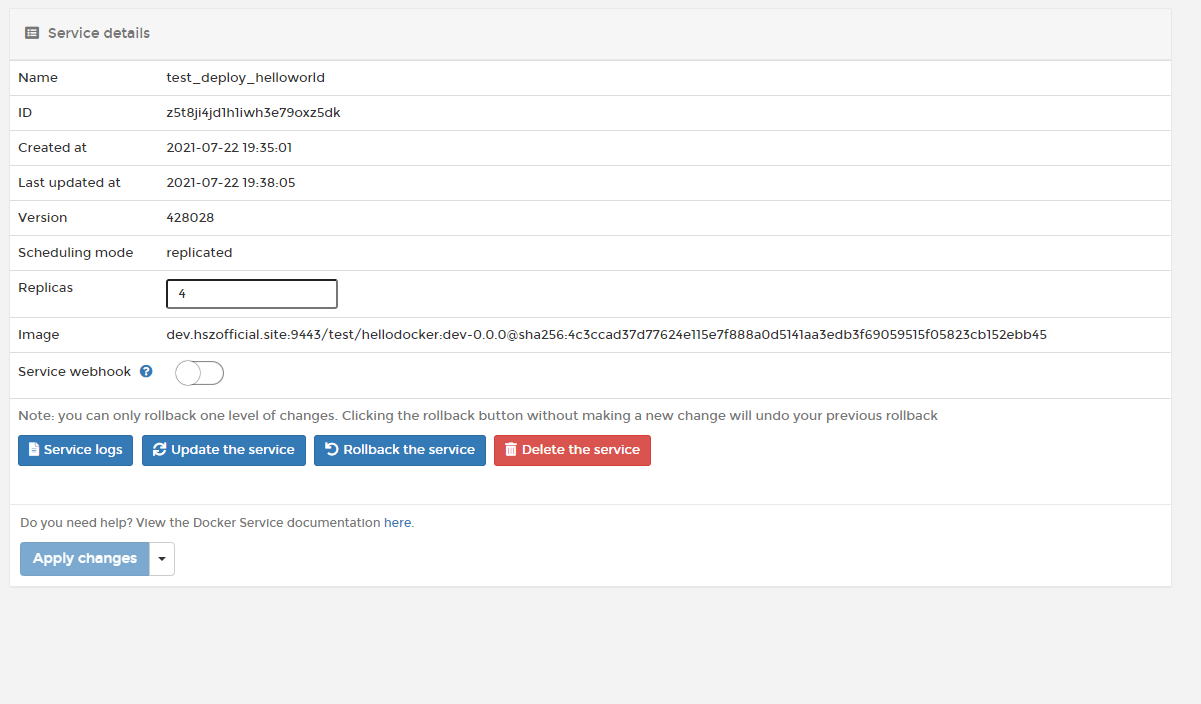 Service details
Name test_deploy_helloworld
ID z5t8ji4jd1h1iwh3e79oxz5dk
Created at 2021-07-22 19:35:01
Last updated at 2021-07-22 19:38:05
Version 428028
Scheduling mode replicated
Replicas 4
Image dev.hszofficial.site:9443/test/hellodocker:dev-0.0.0@sha256:4c3ccad37d77624e115e7f888a0d5141aa3edb3f69059515f05823cb152ebb45
Service webhook ?
Note: you can only rollback one level of changes. Clicking the rollback button without making a new change will undo your previous rollback
Service logs Update the service Rollback the service Delete the service
Do you need help? View the Docker Service documentation here.
Apply changes